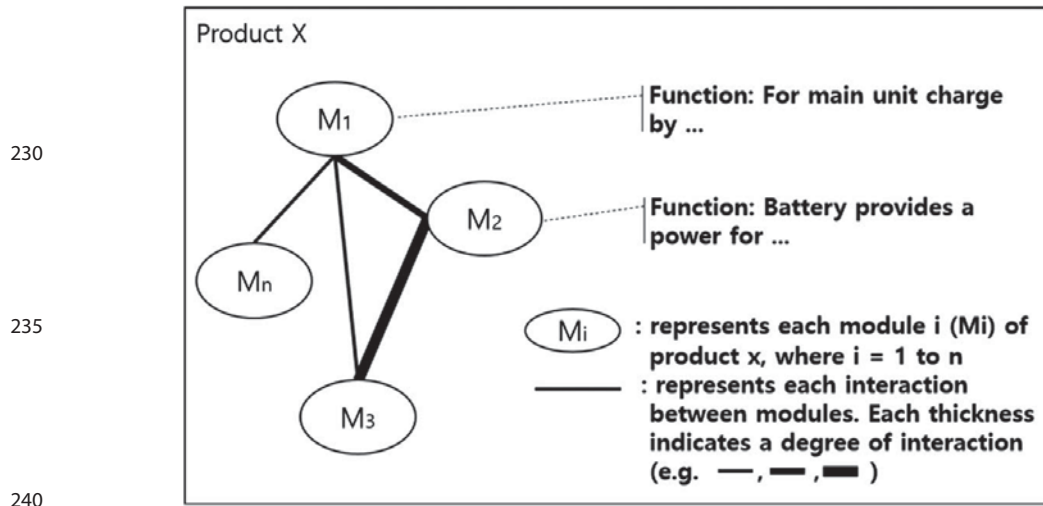 Product X
M1
Function: For main unit charge
by ...
230
M2
Function: Battery provides a
power for ...
Mn
235
Mi
: represents each module i (Mi) of
product x, where i = 1 to n
: represents each interaction
between modules. Each thickness
indicates a degree of interaction
(e.g. , , )
M3
240